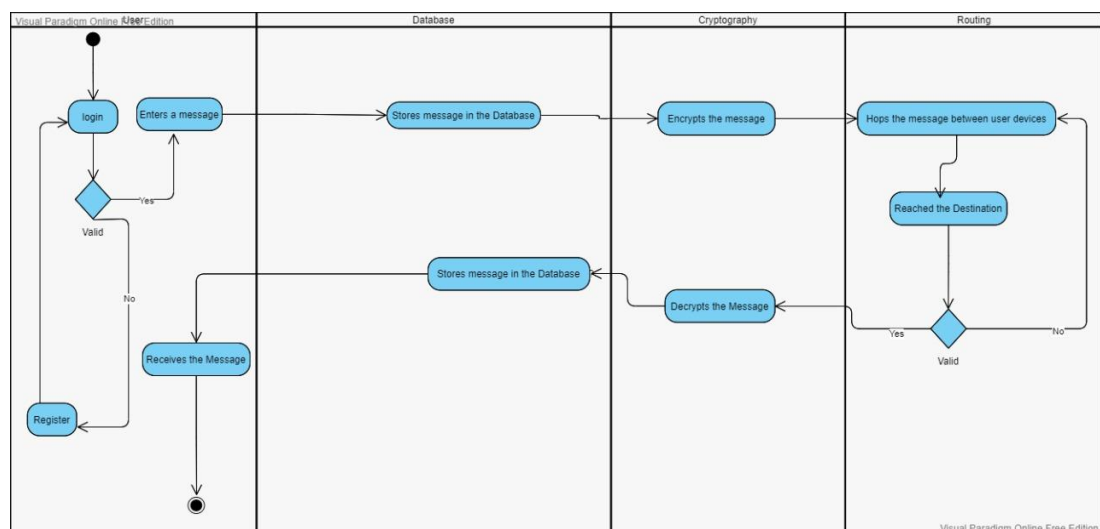 Visual Paradigm Online Free Edition
User
Database
Cryptography
Routing
login
Enters a message
Stores message in the Database
Encrypts the message
Hops the message between user devices
Yes
Valid
Reached the Destination
No
Stores message in the Database
Decrypts the Message
Yes
No
Valid
Receives the Message
Register
Visual Paradigm Online Free Edition